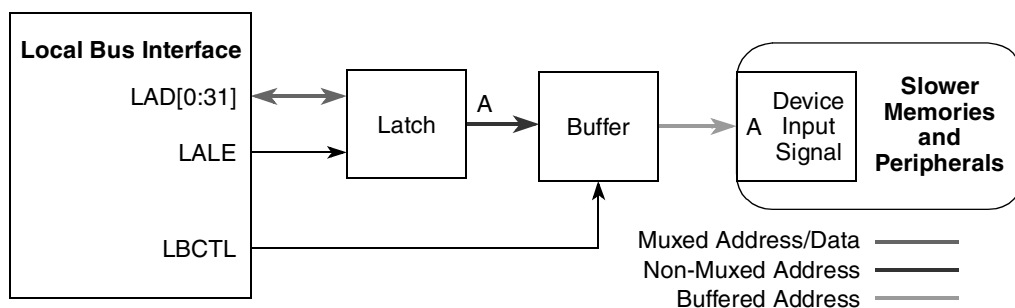 Local Bus Interface
LAD[0:31]
LALE
LBCTL
Latch
A
Buffer
A
Device
Input
Signal
Slower
Memories
and
Peripherals
Muxed Address/Data
Non-Muxed Address
Buffered Address